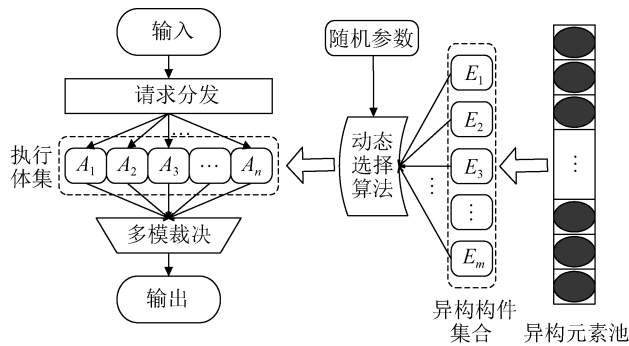 输入
随机参数
请求分发
…
执行
体集
A1
A2
A3
…
An
动态
选择
算法
E1
E2
E3
⋮
Em
⋮
⋮
多模裁决
输出
异构构件
集合
异构元素池